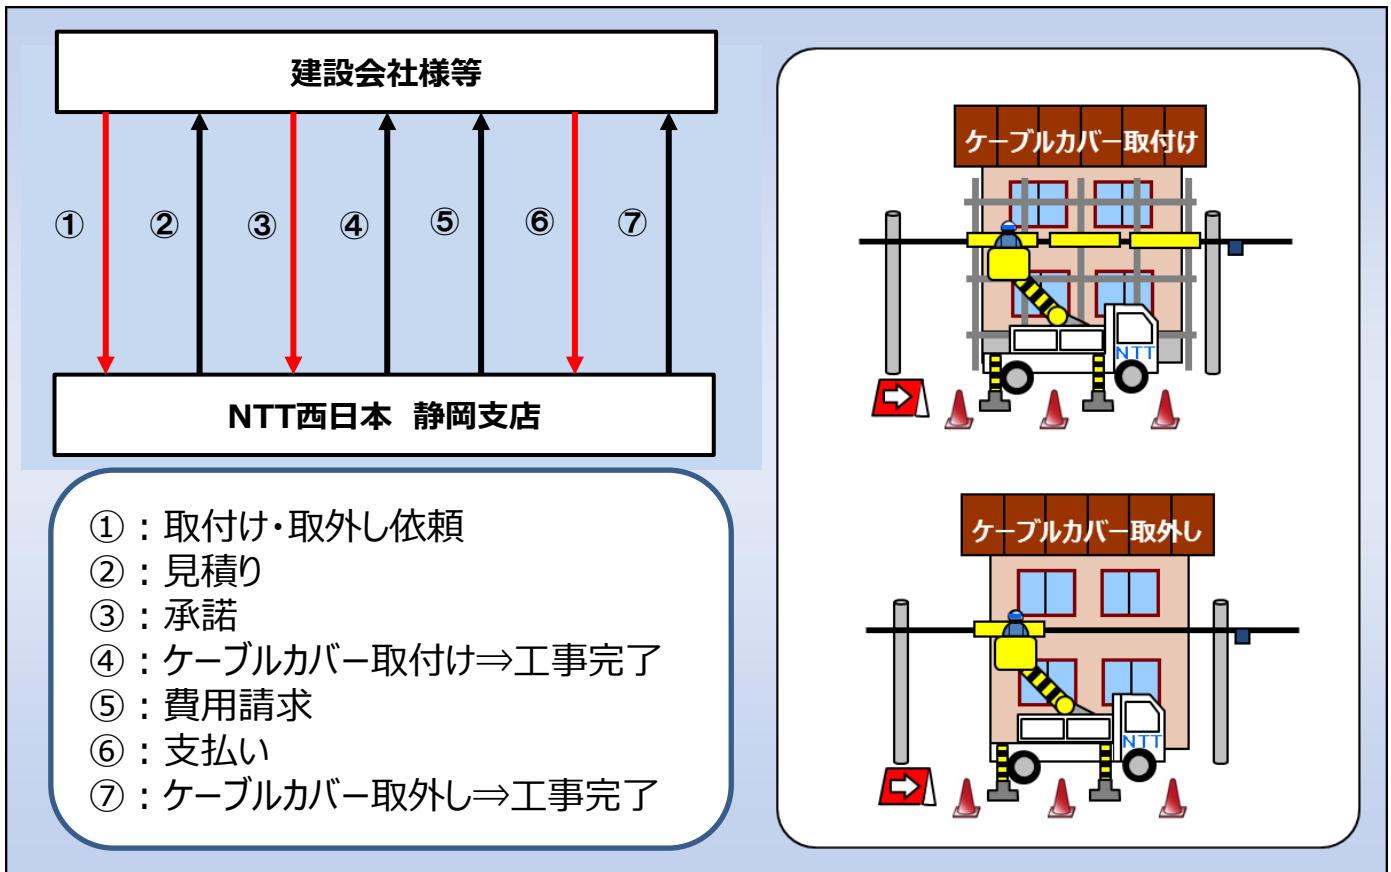 建設会社様等
① ② ③ ④ ⑤ ⑥ ⑦
NTT西日本 静岡支店
①：取付け・取外し依頼
②：見積り
③：承諾
④：ケーブルカバー取付け⇒工事完了
⑤：費用請求
⑥：支払い
⑦：ケーブルカバー取外し⇒工事完了
ケーブルカバー取付け
NTT
ケーブルカバー取外し
NTT